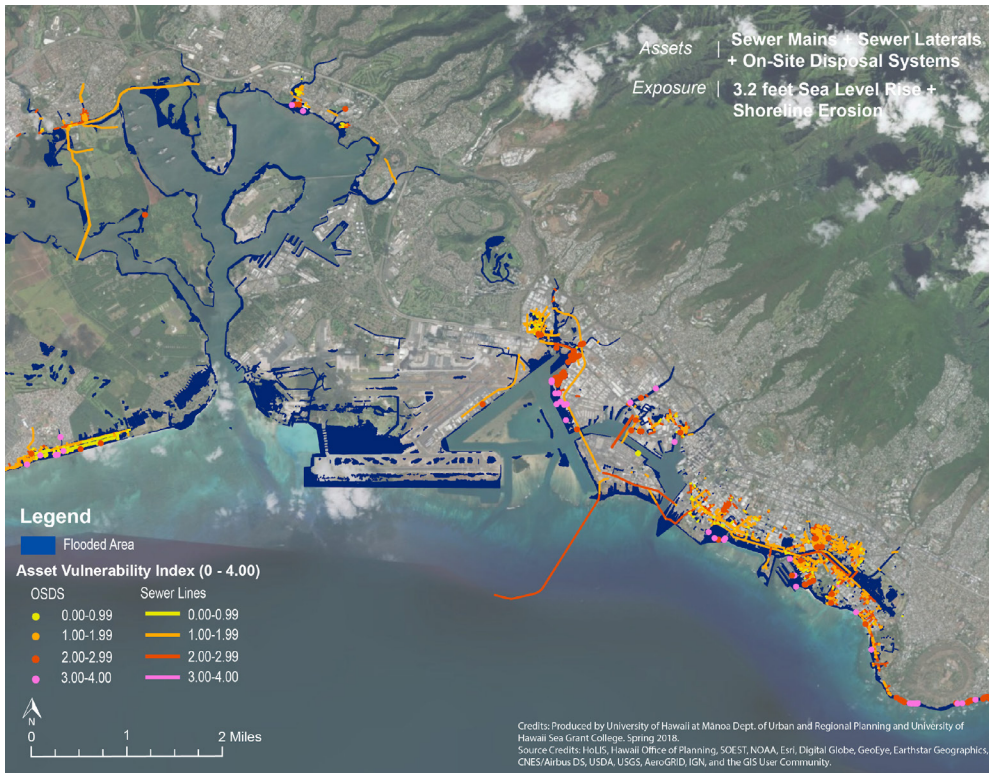 Assets | Sewer Mains + Sewer Laterals
+ On-Site Disposal Systems
Exposure | 3.2 feet Sea Level Rise +
Shoreline Erosion
Legend
Flooded Area
Asset Vulnerability Index (0 - 4.00)
OSDS Sewer Lines
0.00-0.99 0.00-0.99
1.00-1.99 1.00-1.99
2.00-2.99 2.00-2.99
3.00-4.00 3.00-4.00
N
0 1 2 Miles
Credits: Produced by University of Hawaii at Mānoa Dept. of Urban and Regional Planning and University of
Hawaii Sea Grant College. Spring 2018.
Source Credits: HoLIS, Hawaii Office of Planning, SOEST, NOAA, Esri, Digital Globe, GeoEye, Earthstar Geographics,
CNES/Airbus DS, USDA, USGS, AeroGRID, IGN, and the GIS User Community.